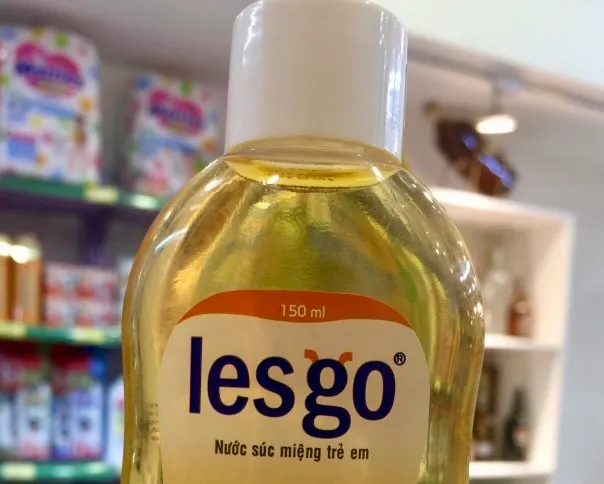 150 ml
lesgo®
Nước súc miệng trẻ em